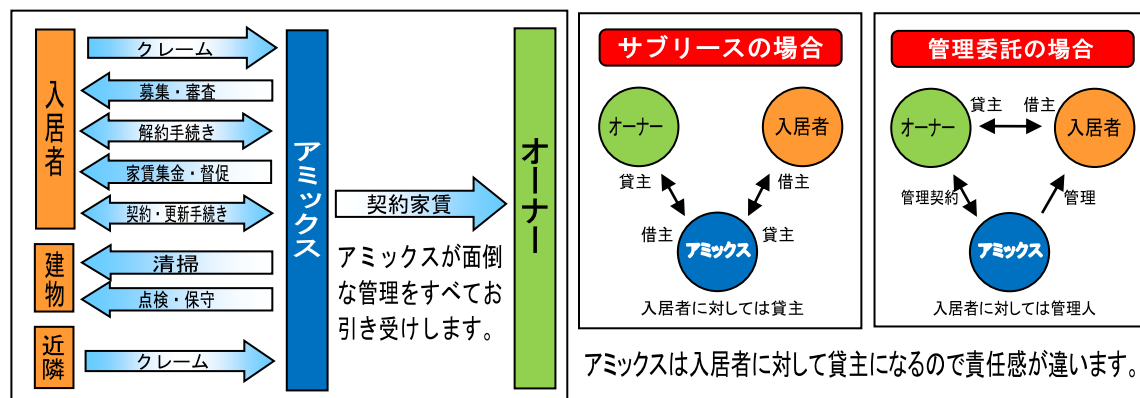 入居者
クレーム
募集・審査
解約手続き
家賃集金・督促
契約・更新手続き
建物
清掃
点検・保守
近隣
クレーム
アミックス
契約家賃
アミックスが面倒
な管理をすべてお
引き受けします。
オーナー
サブリースの場合
オーナー
入居者
貸主
借主
借主
貸主
アミックス
入居者に対しては貸主
管理委託の場合
貸主
借主
オーナー
入居者
管理契約
管理
アミックス
入居者に対しては管理人
アミックスは入居者に対して貸主になるので責任感が違います。